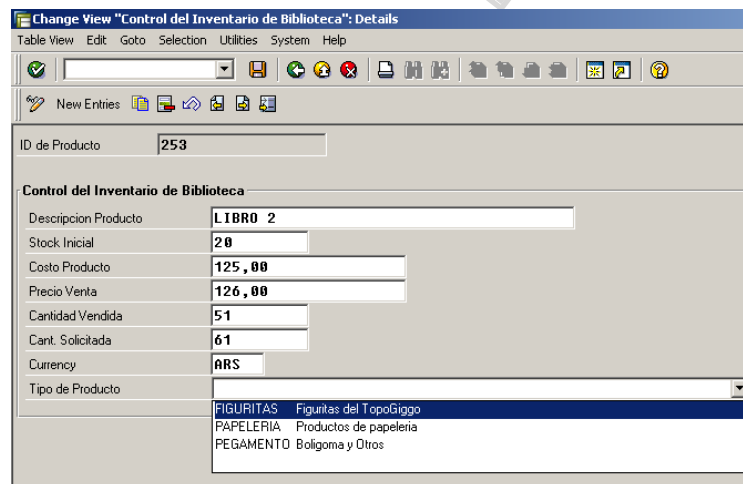 Change View "Control del Inventario de Biblioteca": Details
Table View Edit Goto Selection Utilities System Help
New Entries
ID de Producto 253
Control del Inventario de Biblioteca
Descripcion Producto LIBRO 2
Stock Inicial 20
Costo Producto 125,00
Precio Venta 126,00
Cantidad Vendida 51
Cant. Solicitada 61
Currency ARS
Tipo de Producto
FIGURITAS Figuritas del TopoGiggo
PAPELERIA Productos de papeleria
PEGAMENTO Boligoma y Otros